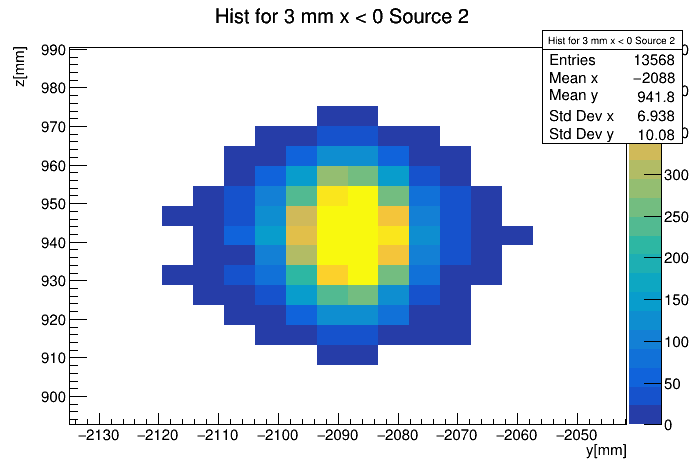 Hist for 3 mm x < 0 Source 2
z[mm]
990
980
970
960
950
940
930
920
910
900
−2130 −2120 −2110 −2100 −2090 −2080 −2070 −2060 −2050
y[mm]
Hist for 3 mm x < 0 Source 2
Entries 13568
Mean x −2088
Mean y 941.8
Std Dev x 6.938
Std Dev y 10.08
300
250
200
150
100
50
0